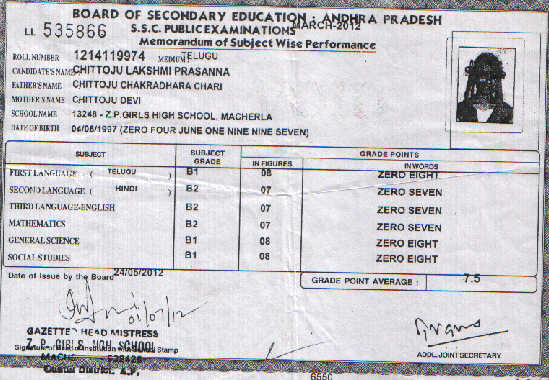 BOARD OF SECONDARY EDUCATION : ANDHRA PRADESH
LL 535866 S.S.C. PUBLIC EXAMINATIONS MARCH-2012
Memorandum of Subject Wise Performance
ROLL NUMBER 1214119974 MEDIUM TELUGU
CANDIDATE'S NAME CHITTOJU LAKSHMI PRASANNA
FATHER'S NAME CHITTOJU CHAKRADHARA CHARI
MOTHER'S NAME CHITTOJU DEVI
SCHOOL NAME 13248 - Z.P.GIRLS HIGH SCHOOL, MACHERLA
DATE OF BIRTH 04/06/1997 (ZERO FOUR JUNE ONE NINE NINE SEVEN)
SUBJECT SUBJECT GRADE GRADE POINTS
IN FIGURES IN WORDS
FIRST LANGUAGE : ( TELUGU ) B1 08 ZERO EIGHT
SECOND LANGUAGE ( HINDI ) B2 07 ZERO SEVEN
THIRD LANGUAGE-ENGLISH B2 07 ZERO SEVEN
MATHEMATICS B2 07 ZERO SEVEN
GENERAL SCIENCE B1 08 ZERO EIGHT
SOCIAL STUDIES B1 08 ZERO EIGHT
Date of issue by the Board 24/05/2012
GRADE POINT AVERAGE : 7.5
GAZETTED HEAD MISTRESS
Z. P. GIRLS HIGH SCHOOL
Stamp
ADDL.JOINT SECRETARY